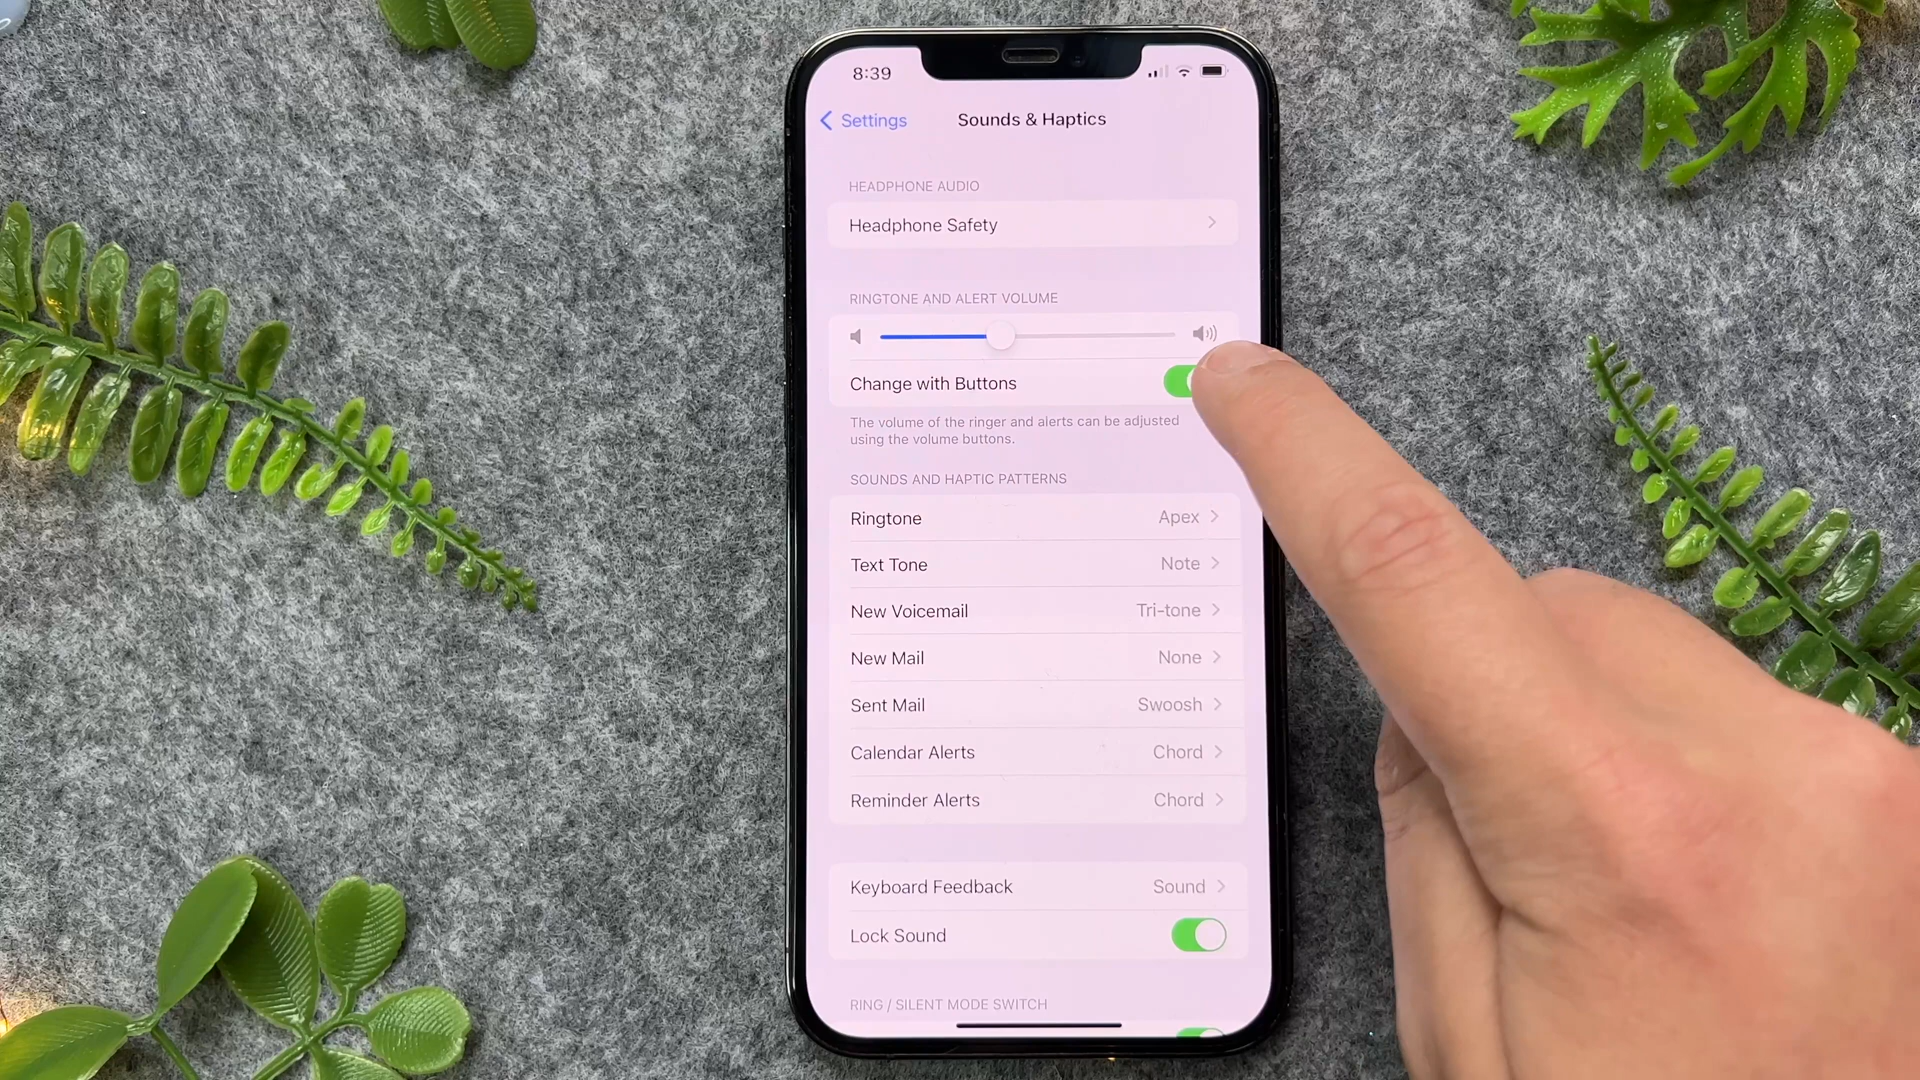 8:39
Settings
Sounds & Haptics
HEADPHONE AUDIO
Headphone Safety
RINGTONE AND ALERT VOLUME
Change with Buttons
The volume of the ringer and alerts can be adjusted
using the volume buttons.
SOUNDS AND HAPTIC PATTERNS
Ringtone Apex
Text Tone Note
New Voicemail Tri-tone
New Mail None
Sent Mail Swoosh
Calendar Alerts Chord
Reminder Alerts Chord
Keyboard Feedback Sound
Lock Sound
RING / SILENT MODE SWITCH